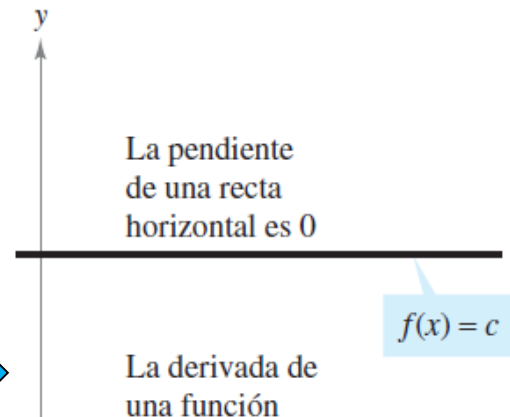 y
La pendiente
de una recta
horizontal es 0
f(x) = c
La derivada de
una función